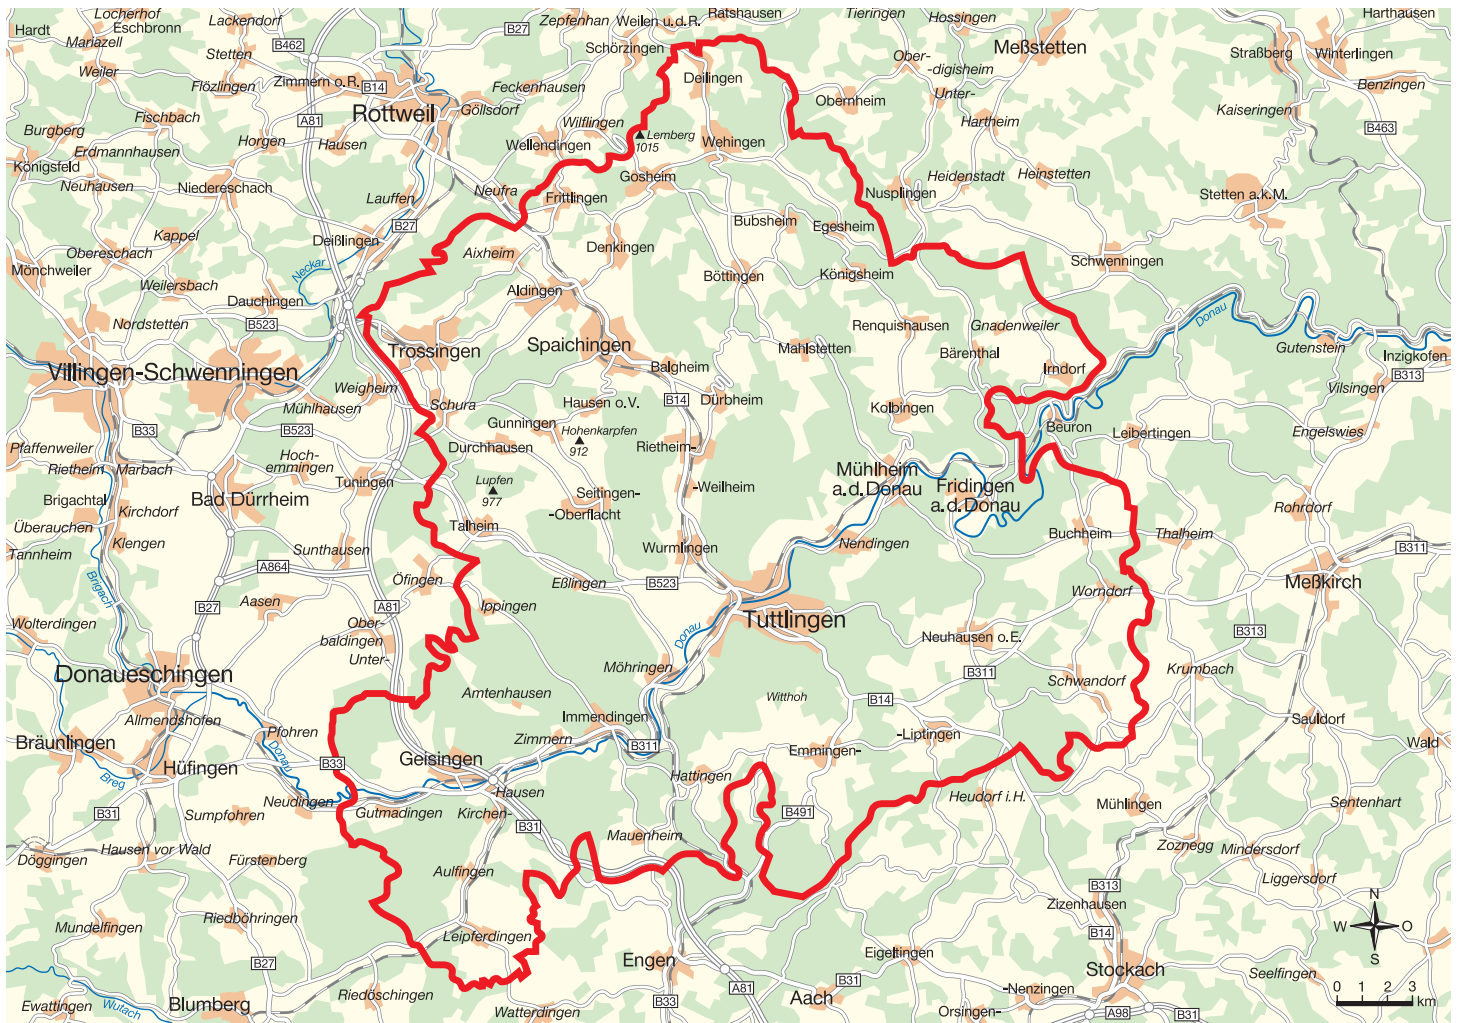 Hardt
Locherhof
Eschbronn
Mariazell
Weiler
Lackendorf
Stetten
B462
Flözlingen
Zimmern o.R.
B14
Rottweil
B27
Zepfenhan
Weilen u.d.R.
Ratshausen
Schörzingen
Deilingen
Tieringen
Hossingen
Meßstetten
Ober-
-digisheim
Unter-
Obernheim
Hartheim
Harthausen
Straßberg
Winterlingen
Benzingen
Kaiseringen
B463
Feckenhausen
Göllsdorf
Wilflingen
Wellendingen
Lemberg
1015
Wehingen
Gosheim
Burgberg
Fischbach
A81
Erdmannhausen
Horgen
Hausen
Königsfeld
Neuhausen
Niedereschach
Lauffen
Neufra
Frittlingen
Nusplingen
Heidenstadt
Heinstetten
Stetten a.k.M.
Bubsheim
Egesheim
B27
Deißlingen
Kappel
Obereschach
Mönchweiler
Weilersbach
Neckar
Aixheim
Denkingen
Böttingen
Königsheim
Schwenningen
Dauchingen
Aldingen
Nordstetten
B523
Renquishausen
Gnadenweiler
Donau
Trossingen
Spaichingen
Mahlstetten
Bärenthal
Irndorf
Gutenstein
Inzigkofen
B313
Vilsingen
Villingen-Schwenningen
Weigheim
Balgheim
Mühlhausen
Schura
Hausen o.V.
B14
Dürbheim
Kolbingen
Beuron
Leibertingen
Engelswies
B33
B523
Gunningen
Hohenkarpfen
912
Rietheim-
-Weilheim
Pfaffenweiler
Rietheim
Marbach
Hoch-
emmingen
Durchhausen
Lupfen
977
Tuningen
Mühlheim
a.d.Donau
Fridingen
a.d.Donau
Brigachtal
Kirchdorf
Bad Dürrheim
Seitingen-
-Oberflacht
Rohrdorf
Überauchen
Klengen
Tannheim
Talheim
Sunthausen
Wurmlingen
Nendingen
Buchheim
Thalheim
B311
Meßkirch
Brigach
A864
Öfingen
Eßlingen
B523
Worndorf
Aasen
B27
A81
Ippingen
Tuttlingen
Donau
Wolterdingen
Ober-
baldingen
Unter-
Neuhausen o.E.
B313
Donaueschingen
Möhringen
B311
Krumbach
Schwandorf
Amtenhausen
Witthoh
B14
Allmendshofen
Immendingen
Sauldorf
Pfohren
Donau
Zimmern
B311
-Liptingen
Emmingen-
Wald
Bräunlingen
Breg
Hüfingen
B33
Geisingen
Hattingen
Hausen
Kirchen-
Neudingen
Gutmadingen
Heudorf i.H.
Mühlingen
Sentenhart
B31
Sumpfohren
B31
B491
Mauenheim
Döggingen
Hausen vor Wald
Fürstenberg
Aulfingen
Zoznegg
Mindersdorf
Liggersdorf
B313
Zizenhausen
Riedböhringen
Mundelfingen
Leipferdingen
B14
N
W
O
S
B27
Engen
Eigeltingen
Stockach
Seelfingen
Riedöschingen
A81
B31
Aach
-Nenzingen
Orsingen-
A98
B31
Ewattingen
Wutach
Blumberg
Watterdingen
B33
0 1 2 3
km